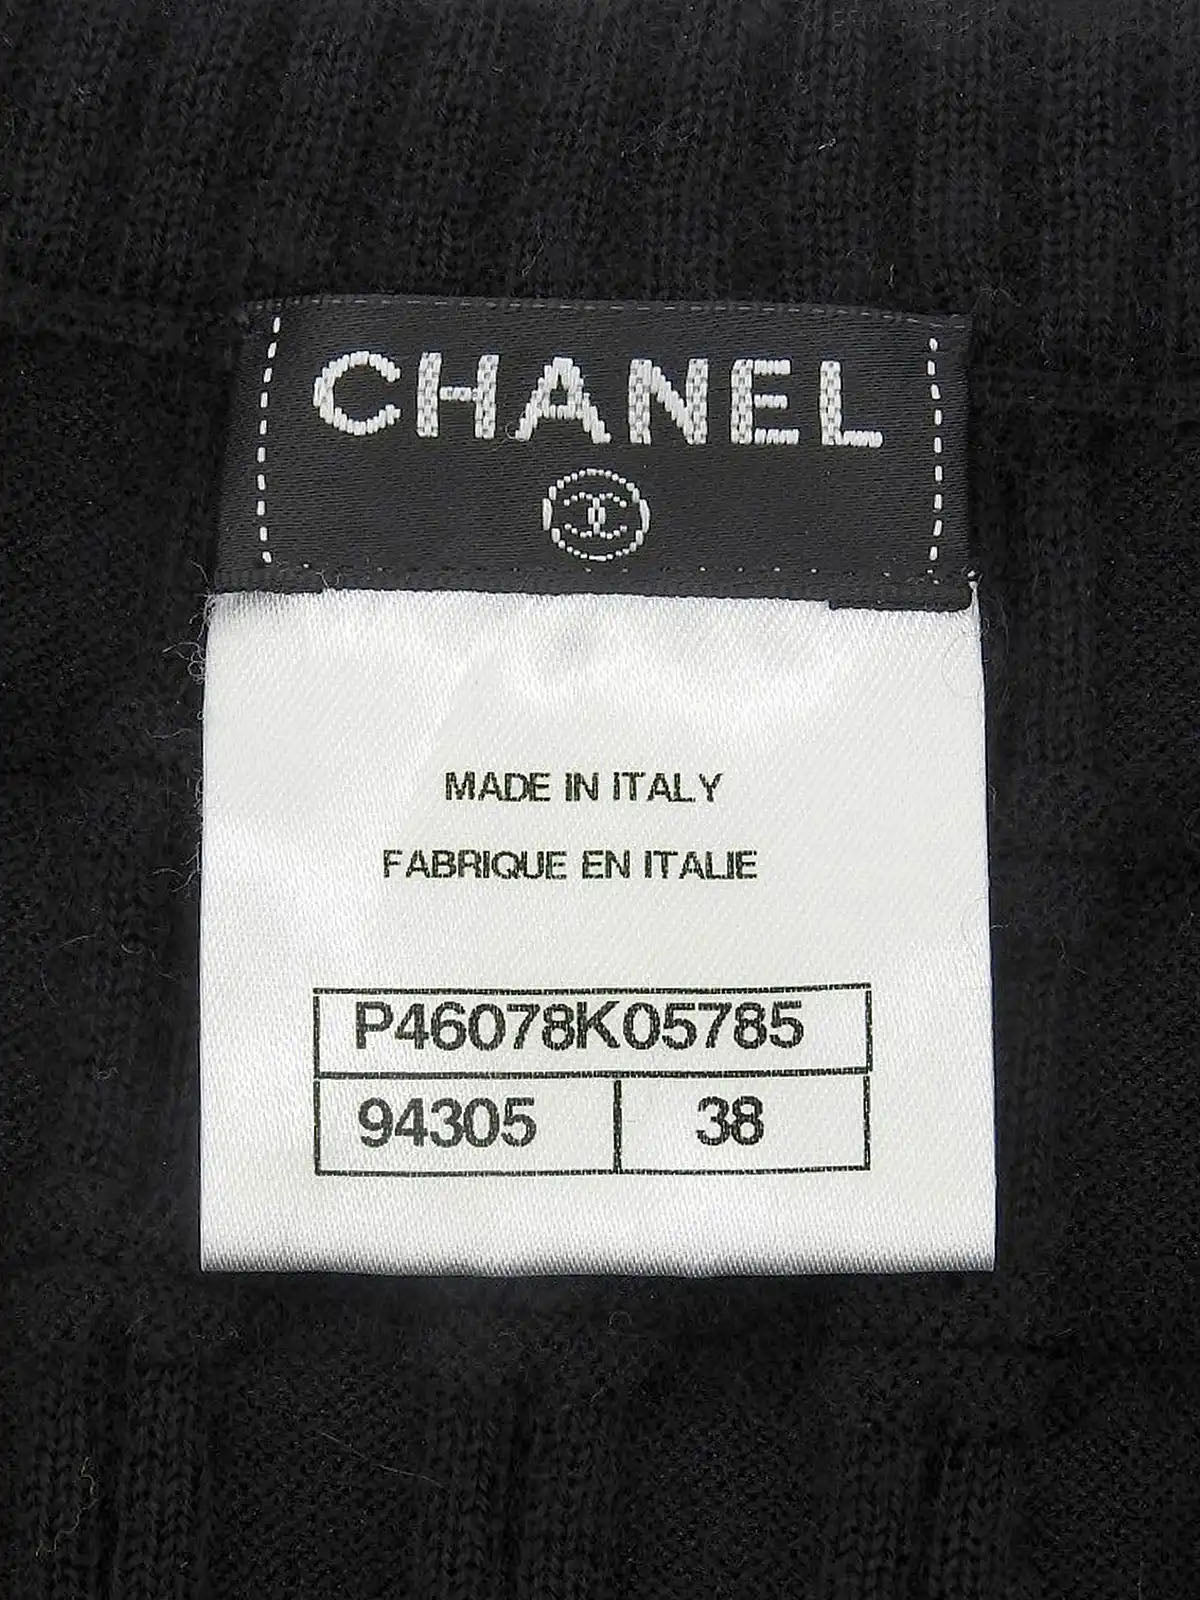 CHANEL
MADE IN ITALY
FABRIQUE EN ITALIE
P46078K05785
94305 38